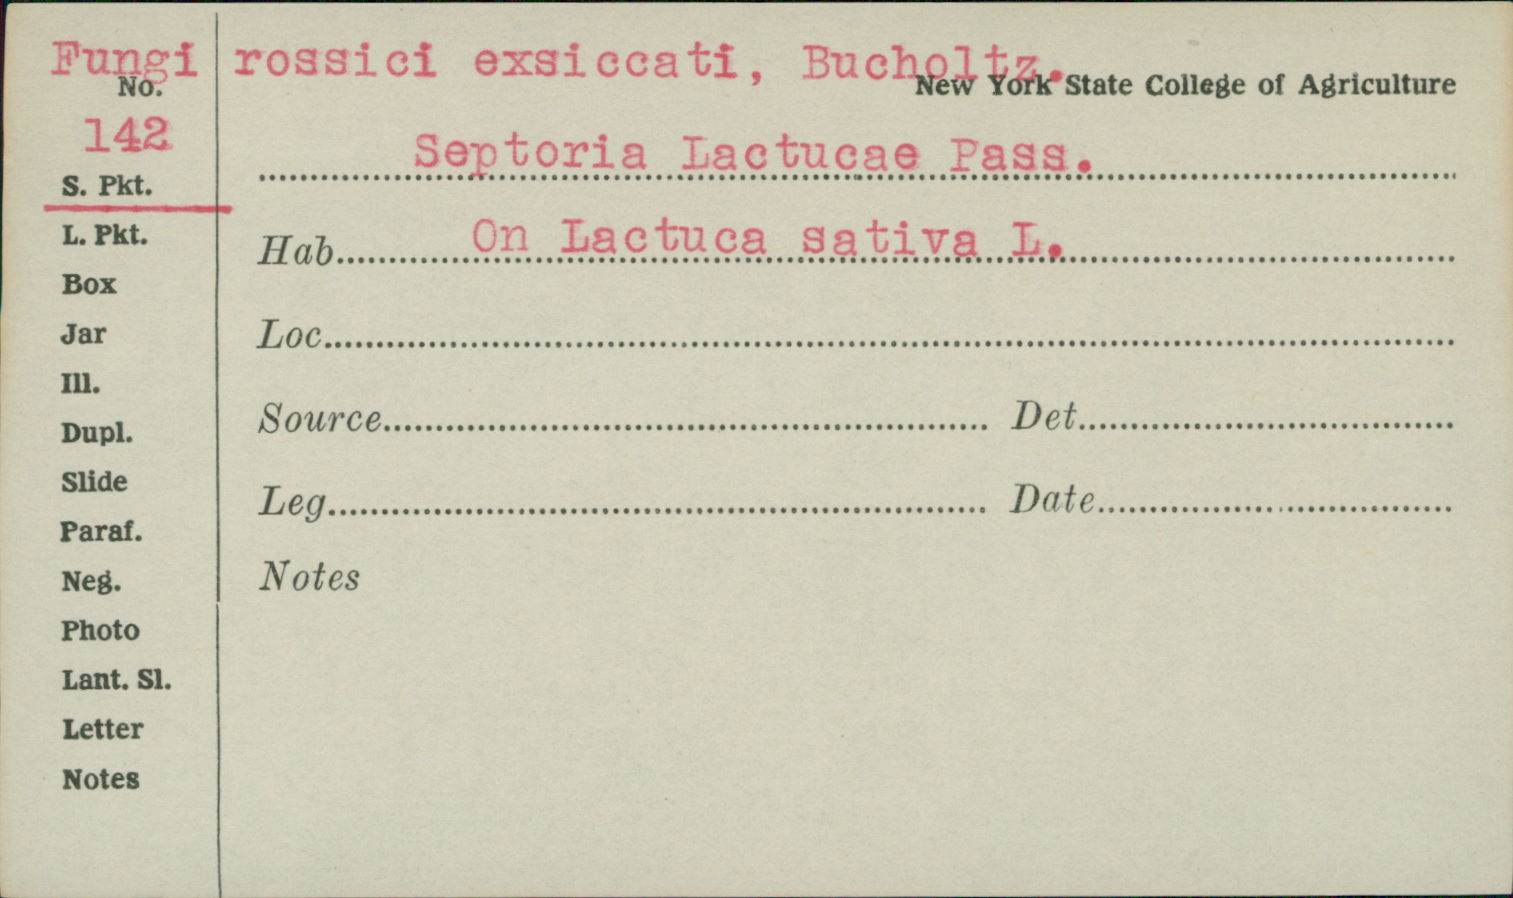 Fungi rossici exsiccati, Bucholtz.
No. New York State College of Agriculture
142
Septoria Lactucae Pass.
S. Pkt.
L. Pkt.
Hab. On Lactuca sativa L.
Box
Jar
Loc.
Ill.
Dupl.
Source Det.
Slide
Leg. Date
Paraf.
Neg.
Notes
Photo
Lant. Sl.
Letter
Notes